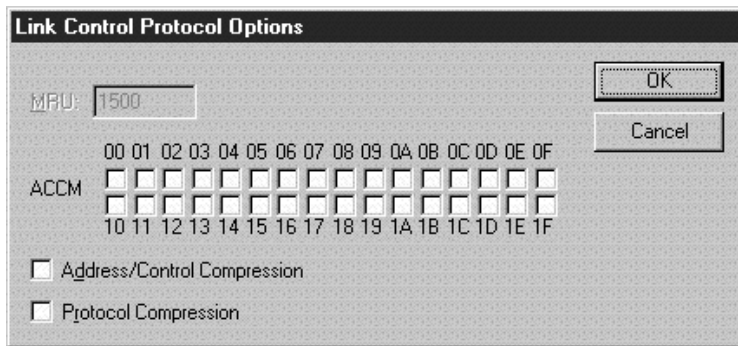 Link Control Protocol Options
MRU: 1500
OK
Cancel
00 01 02 03 04 05 06 07 08 09 0A 0B 0C 0D 0E 0F
ACCM
10 11 12 13 14 15 16 17 18 19 1A 1B 1C 1D 1E 1F
Address/Control Compression
Protocol Compression